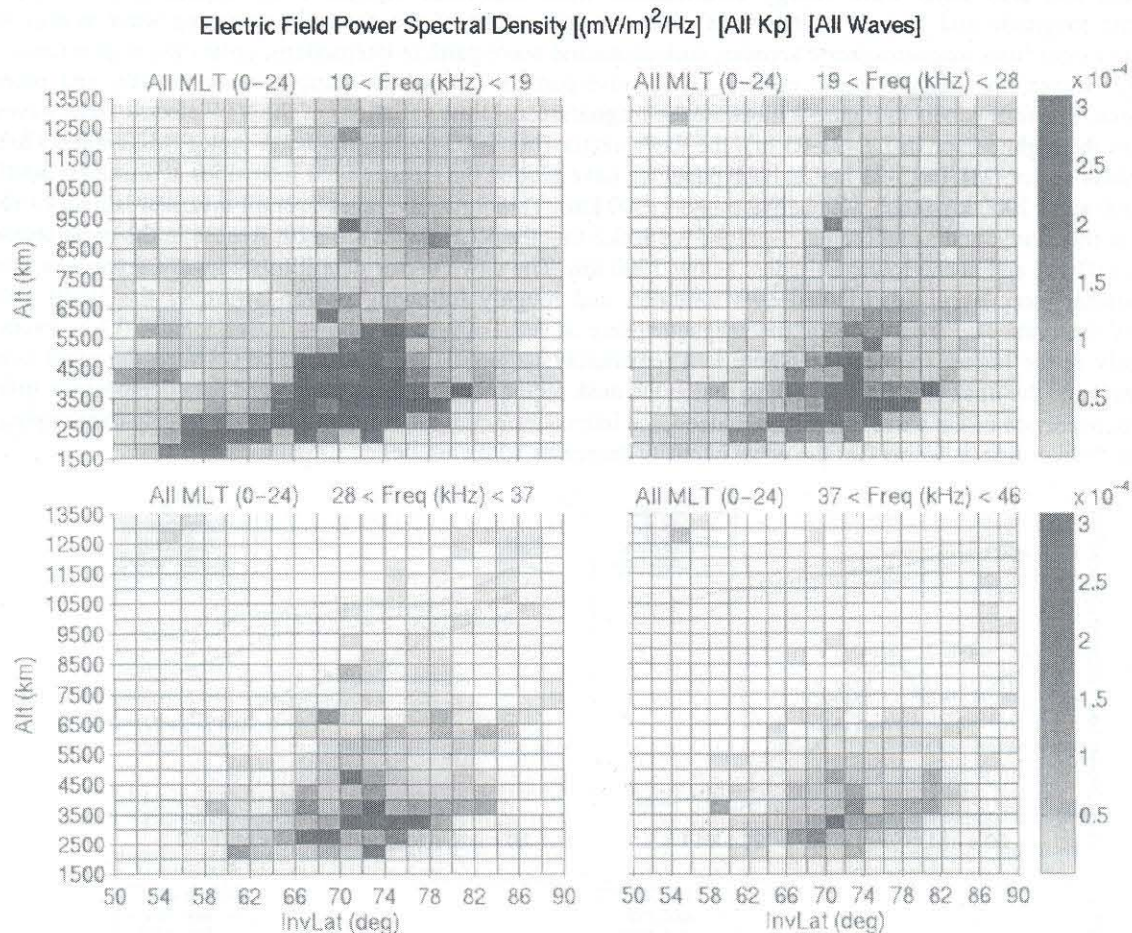 Electric Field Power Spectral Density [(mV/m)²/Hz] [All Kp] [All Waves]
All MLT (0-24) 10 < Freq (kHz) < 19
All MLT (0-24) 19 < Freq (kHz) < 28
x 10⁻⁴
13500
12500
11500
10500
9500
8500
7500
6500
5500
4500
3500
2500
1500
Alt (km)
3
2.5
2
1.5
1
0.5
All MLT (0-24) 28 < Freq (kHz) < 37
All MLT (0-24) 37 < Freq (kHz) < 46
x 10⁻⁴
13500
12500
11500
10500
9500
8500
7500
6500
5500
4500
3500
2500
1500
Alt (km)
3
2.5
2
1.5
1
0.5
50 54 58 62 66 70 74 78 82 86 90
50 54 58 62 66 70 74 78 82 86 90
InvLat (deg)
InvLat (deg)